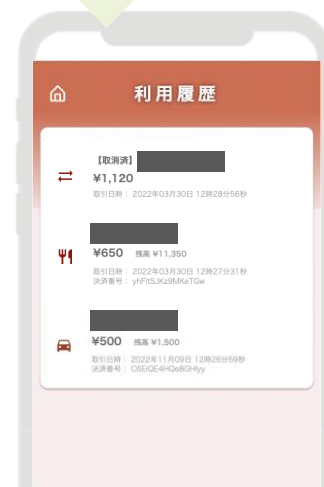 利用履歴
【取消済】
¥1,120
取引日時： 2022年03月30日 12時28分56秒
¥650 残高 ¥11,350
取引日時： 2022年03月30日 12時27分31秒
決済番号： yhFitSJKz9MKeTGw
¥500 残高 ¥1,500
取引日時： 2022年11月09日 12時26分59秒
決済番号： C6EiQE4HQe8GHlyy